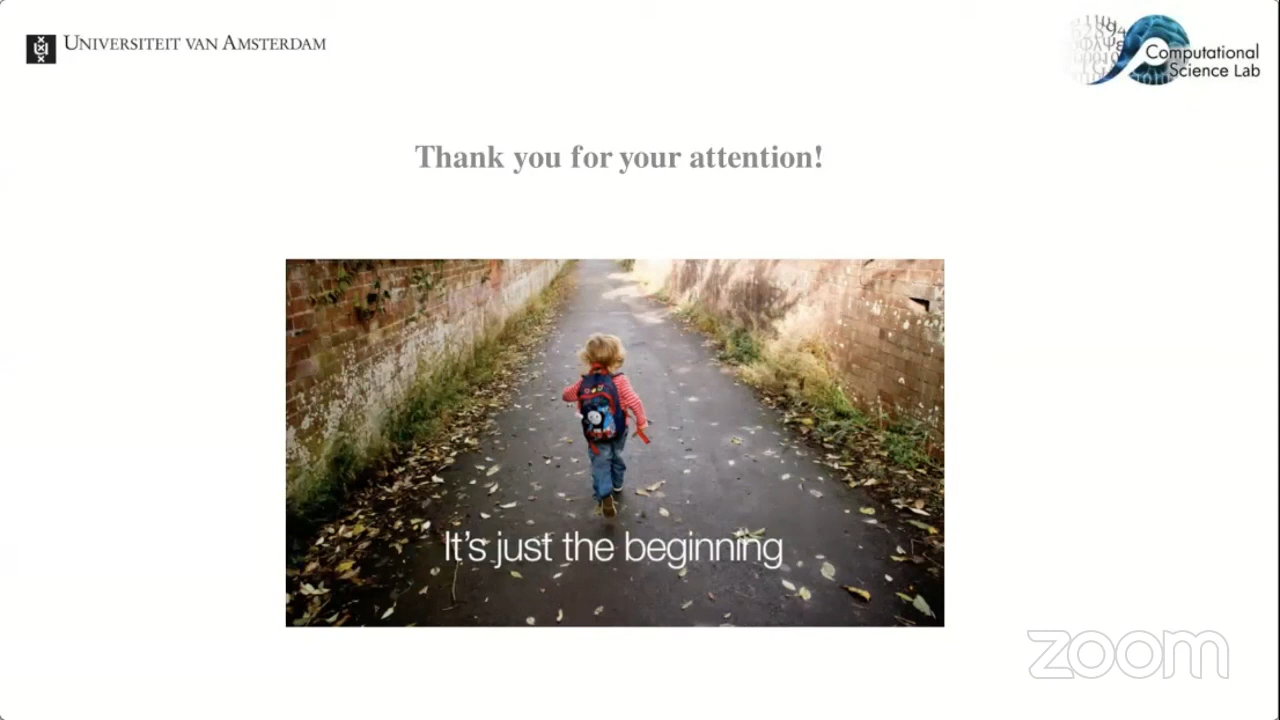 UNIVERSITEIT VAN AMSTERDAM
Computational
Science Lab
Thank you for your attention!
It's just the beginning
zoom